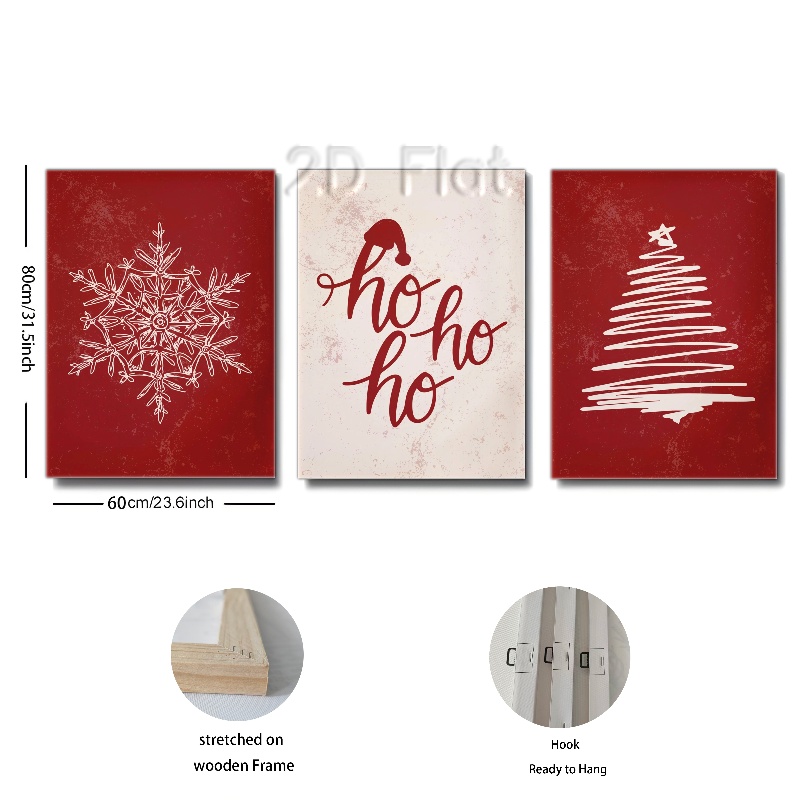 2D Flat
80cm/31.5inch
ho
ho
ho
60cm/23.6inch
stretched on
wooden Frame
Hook
Ready to Hang